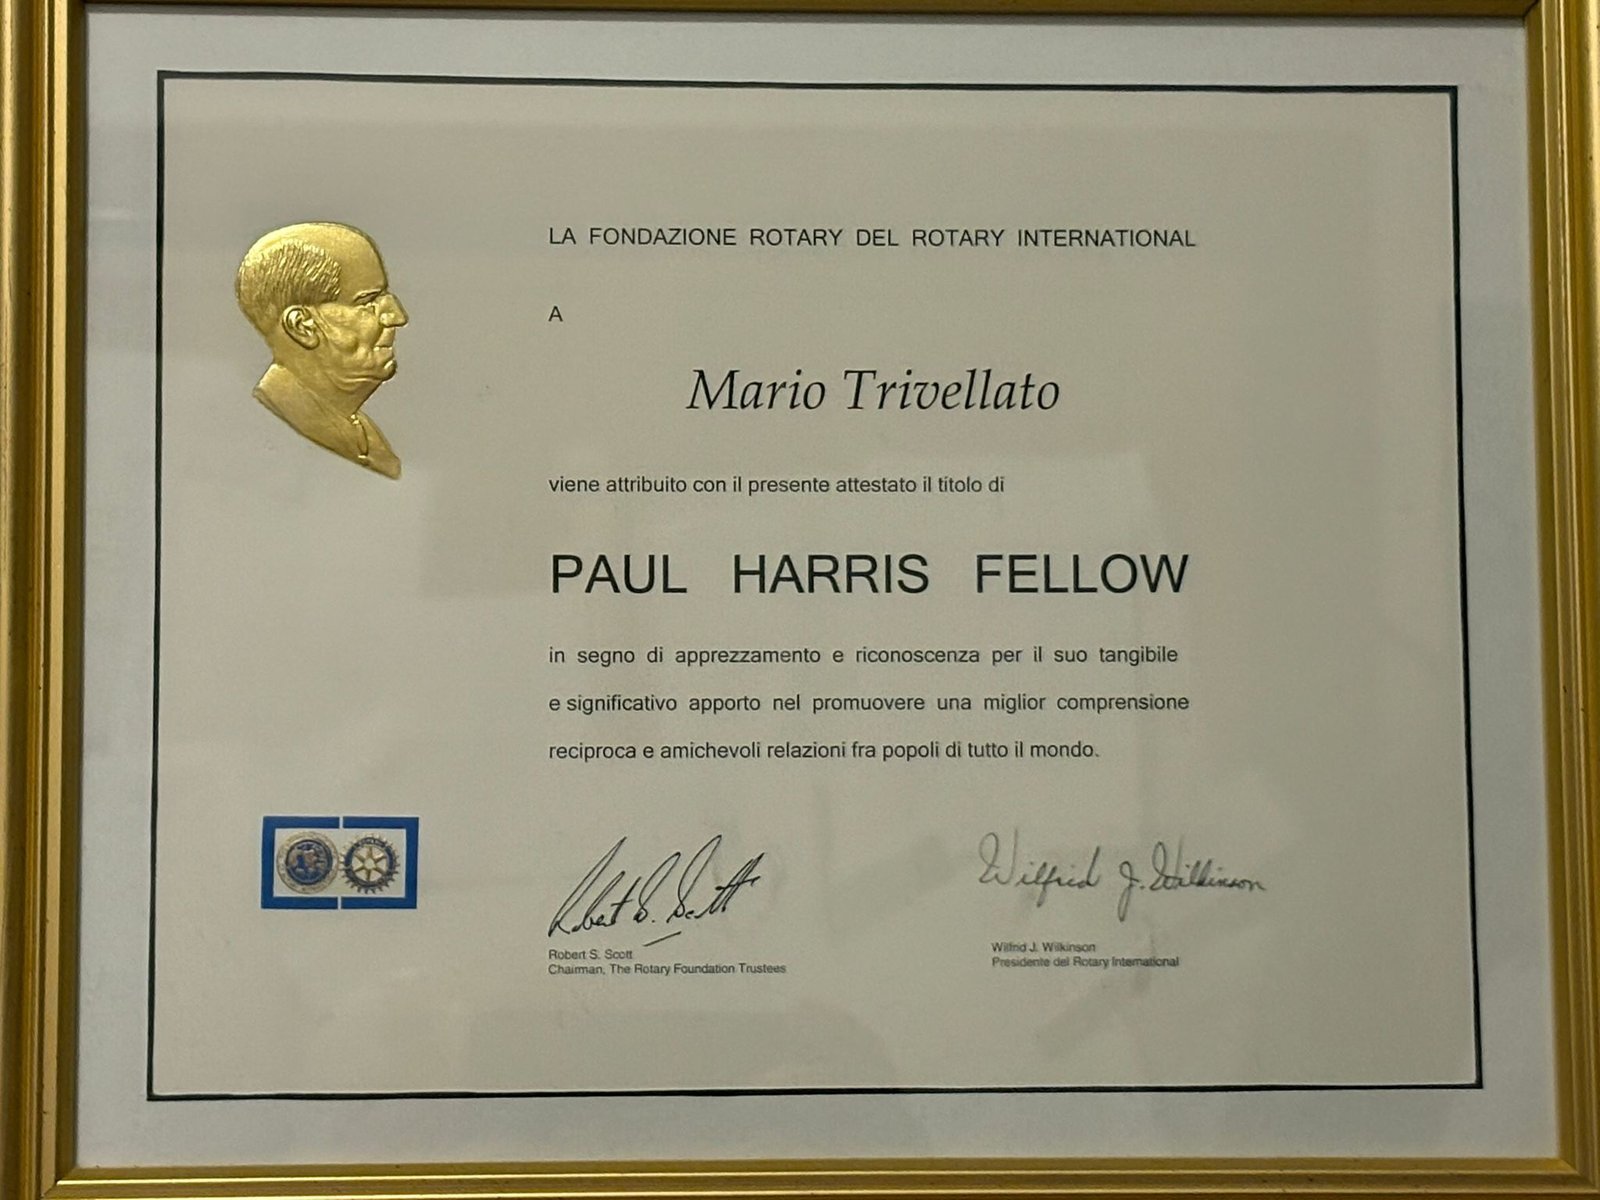 LA FONDAZIONE ROTARY DEL ROTARY INTERNATIONAL
A
Mario Trivellato
viene attribuito con il presente attestato il titolo di
PAUL HARRIS FELLOW
in segno di apprezzamento e riconoscenza per il suo tangibile
e significativo apporto nel promuovere una miglior comprensione
reciproca e amichevoli relazioni fra popoli di tutto il mondo.
Robert S. Scott
Wilfrid J. Wilkinson
Robert S. Scott
Chairman, The Rotary Foundation Trustees
Wilfrid J. Wilkinson
Presidente del Rotary International